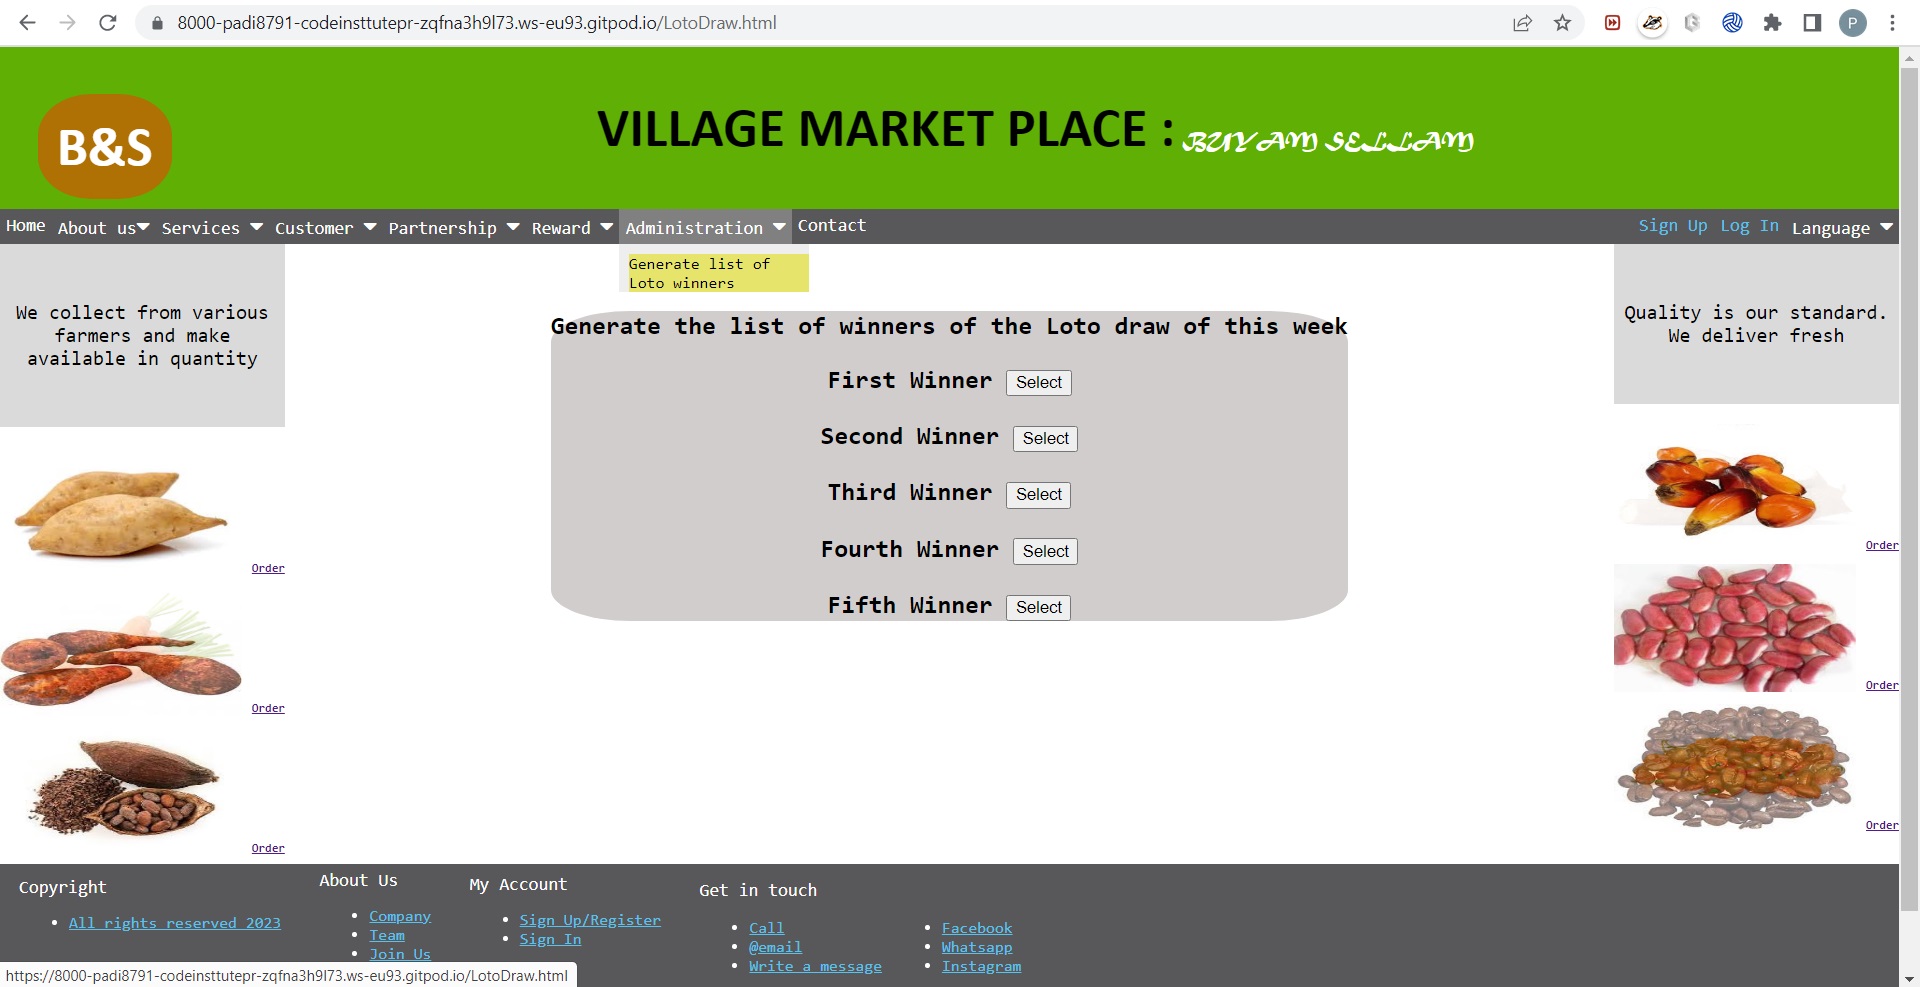 8000-padi8791-codeinsttutepr-zqfna3h9l73.ws-eu93.gitpod.io/LotoDraw.html
P
B&S
VILLAGE MARKET PLACE : BUYAM SELLAM
Home About us Services Customer Partnership Reward Administration Contact Sign Up Log In Language
Generate list of
Loto winners
We collect from various
farmers and make
available in quantity
Quality is our standard.
We deliver fresh
Generate the list of winners of the Loto draw of this week
First Winner Select
Second Winner Select
Third Winner Select
Fourth Winner Select
Fifth Winner Select
Order
Order
Order
Order
Order
Order
Copyright
All rights reserved 2023
About Us
Company
Team
Join Us
My Account
Sign Up/Register
Sign In
Get in touch
Call
@email
Write a message
Facebook
Whatsapp
Instagram
https://8000-padi8791-codeinsttutepr-zqfna3h9l73.ws-eu93.gitpod.io/LotoDraw.html